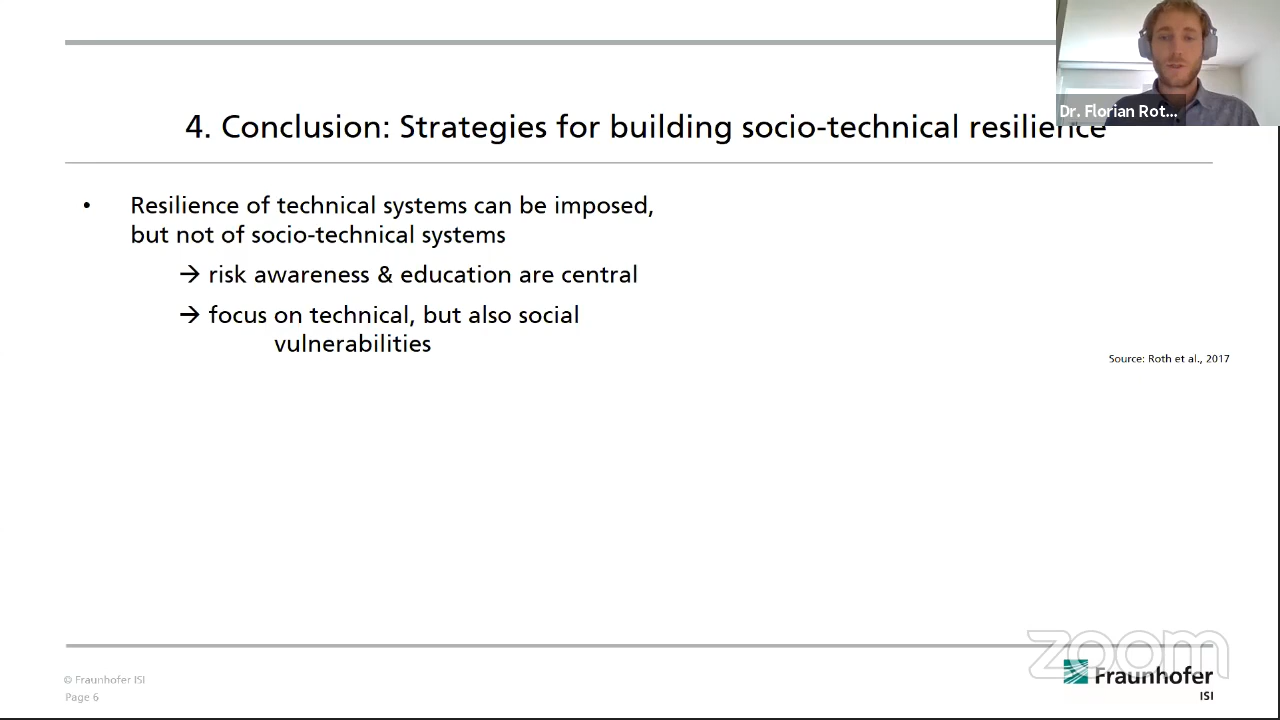 Dr. Florian Rot...
4. Conclusion: Strategies for building socio-technical resilience
• Resilience of technical systems can be imposed,
but not of socio-technical systems
→ risk awareness & education are central
→ focus on technical, but also social
vulnerabilities
Source: Roth et al., 2017
zoom
© Fraunhofer ISI
Page 6
Fraunhofer
ISI